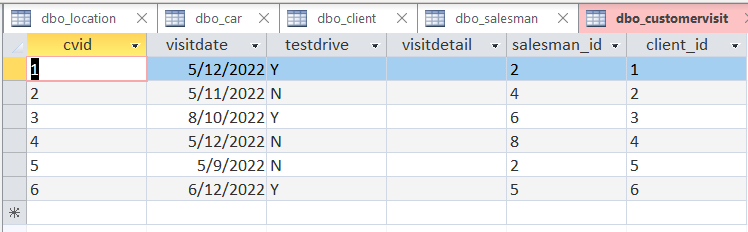 dbo_location dbo_car dbo_client dbo_salesman dbo_customervisit
cvid visitdate testdrive visitdetail salesman_id client_id
1 5/12/2022 Y 2 1
2 5/11/2022 N 4 2
3 8/10/2022 Y 6 3
4 5/12/2022 N 8 4
5 5/9/2022 N 2 5
6 6/12/2022 Y 5 6